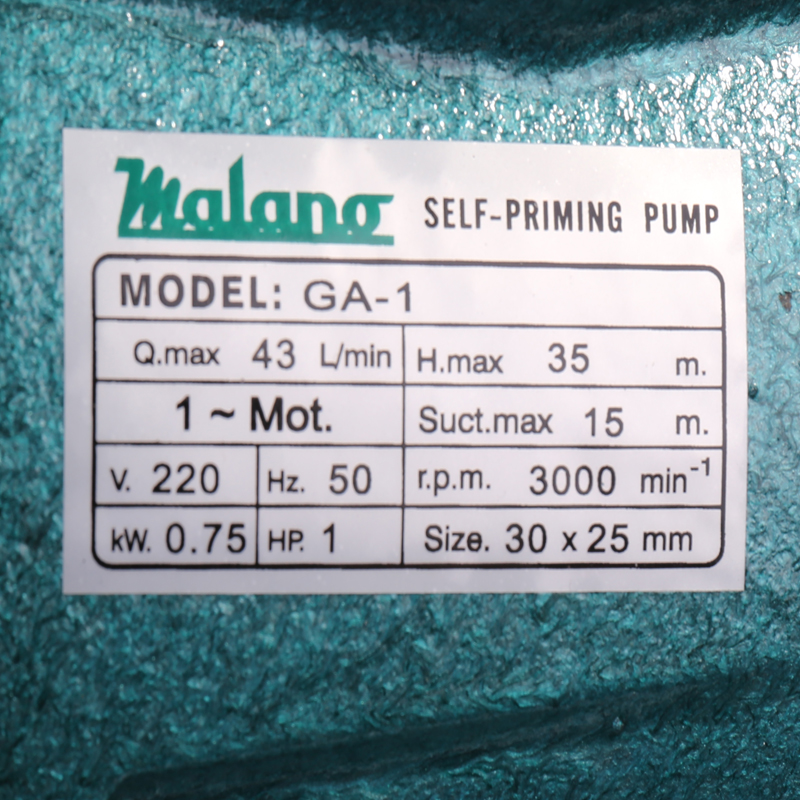 Malang SELF-PRIMING PUMP
MODEL: GA-1
Q.max 43 L/min H.max 35 m.
1 ~ Mot. Suct.max 15 m.
V. 220 Hz. 50 r.p.m. 3000 min⁻¹
kW. 0.75 HP. 1 Size. 30 x 25 mm